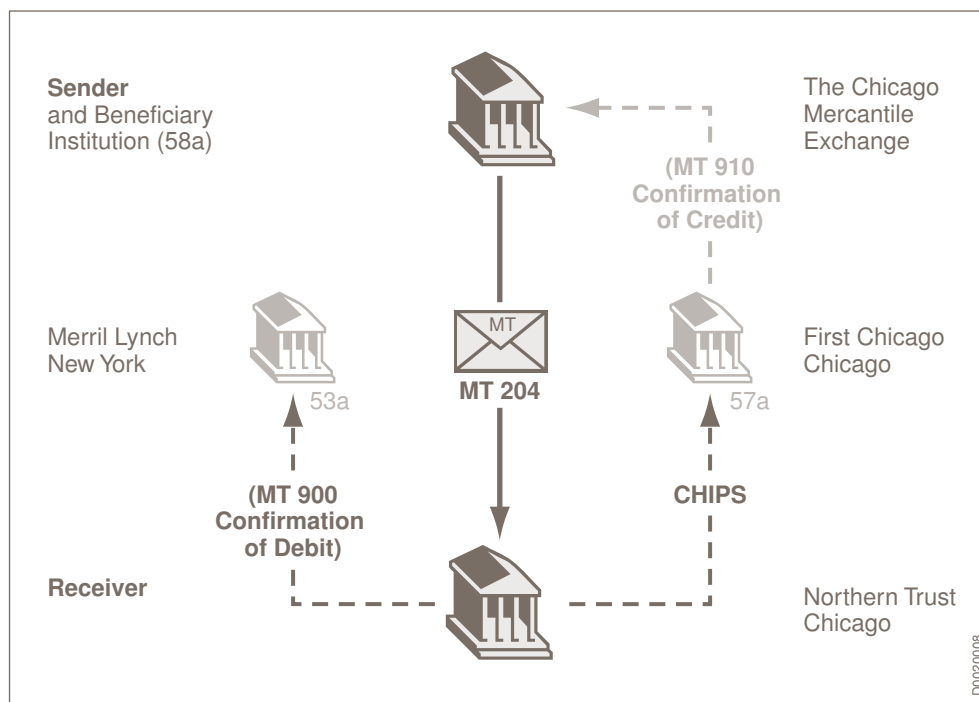 Sender
and Beneficiary
Institution (58a)
The Chicago
Mercantile
Exchange
(MT 910
Confirmation
of Credit)
Merril Lynch
New York
53a
MT
MT 204
57a
First Chicago
Chicago
(MT 900
Confirmation
of Debit)
CHIPS
Receiver
Northern Trust
Chicago
D0020008